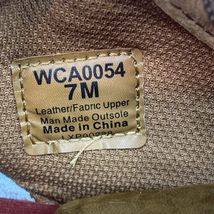 WCA0054
7M
Leather/Fabric Upper
Man Made Outsole
Made in China